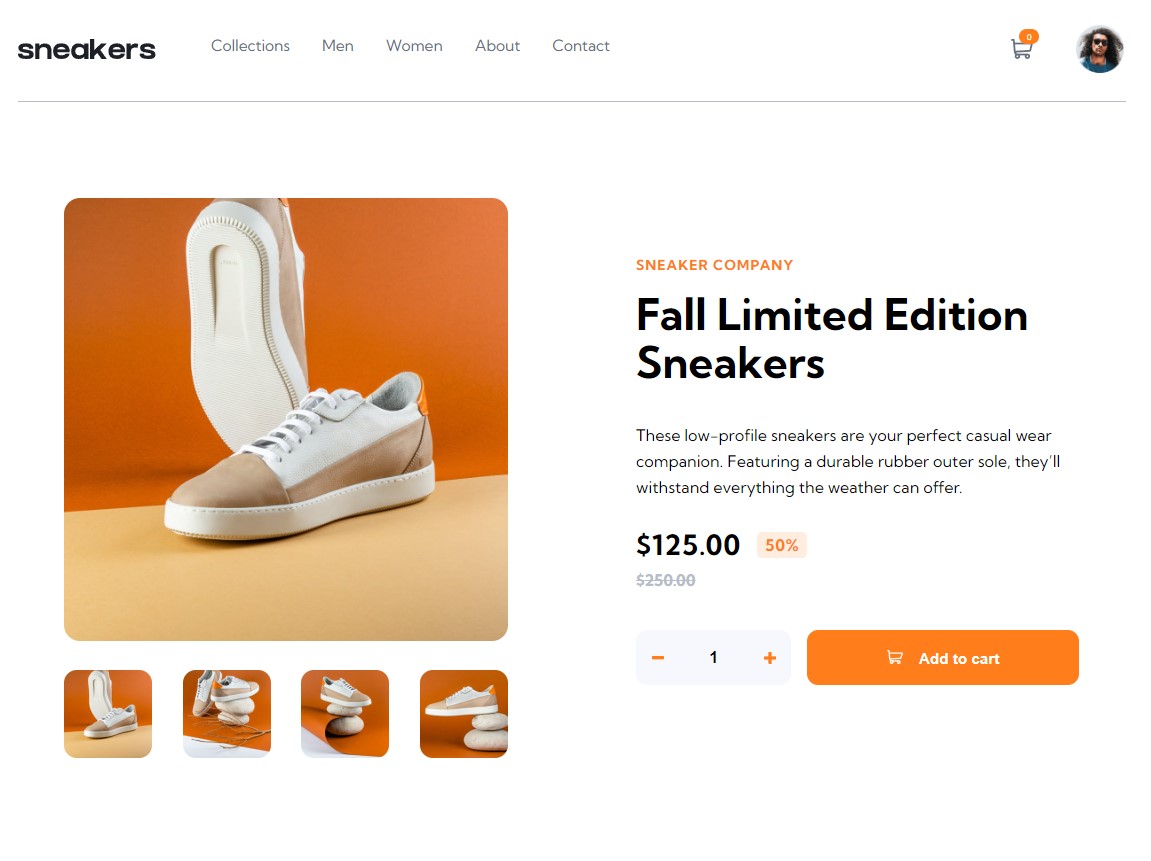 sneakers
Collections Men Women About Contact
0
SNEAKER COMPANY
Fall Limited Edition
Sneakers
These low-profile sneakers are your perfect casual wear
companion. Featuring a durable rubber outer sole, they’ll
withstand everything the weather can offer.
$125.00 50%
$250.00
1
Add to cart